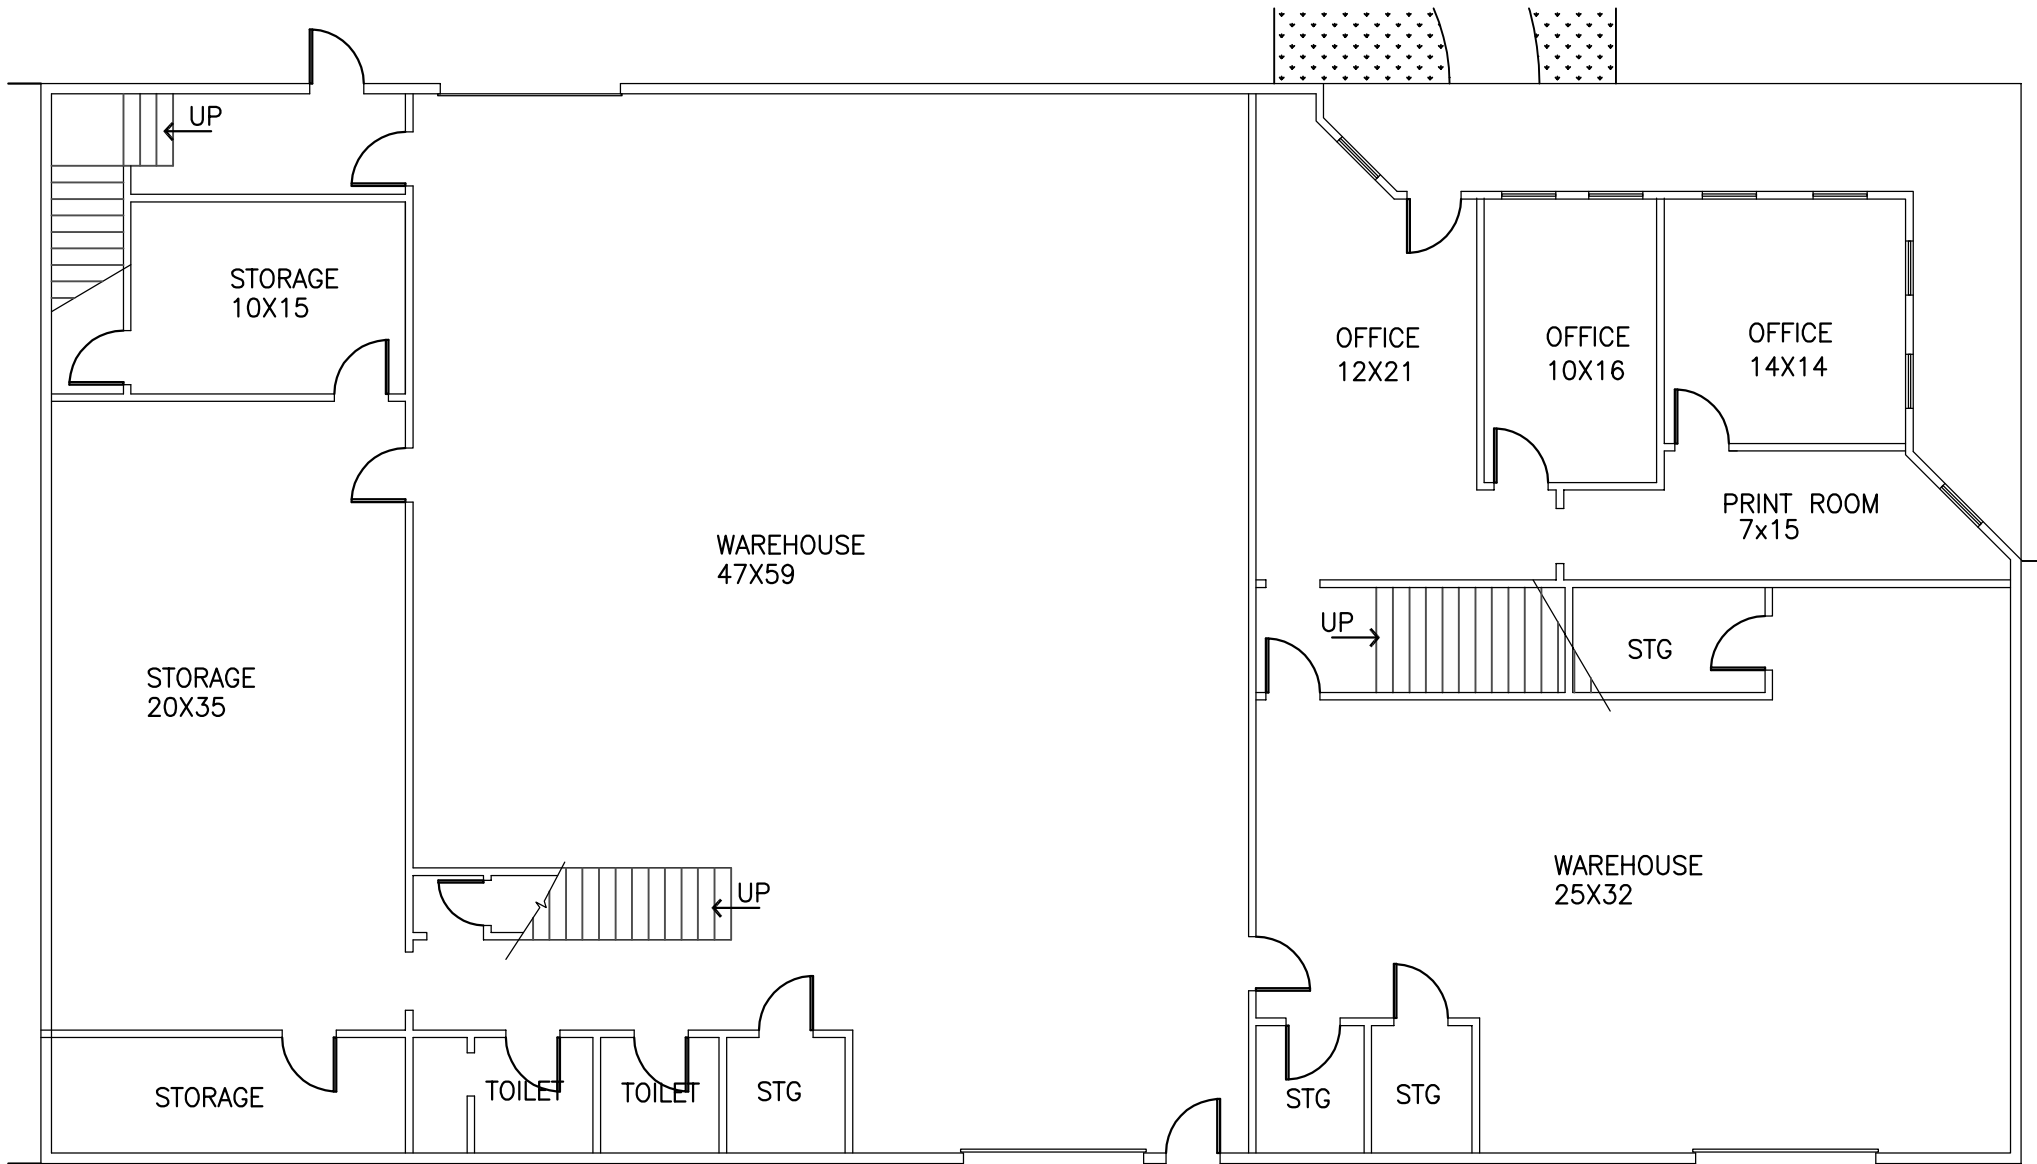 UP
STORAGE
10X15
OFFICE
12X21
OFFICE
10X16
OFFICE
14X14
PRINT ROOM
7x15
WAREHOUSE
47X59
UP
STG
STORAGE
20X35
WAREHOUSE
25X32
UP
STORAGE
TOILET
TOILET
STG
STG
STG